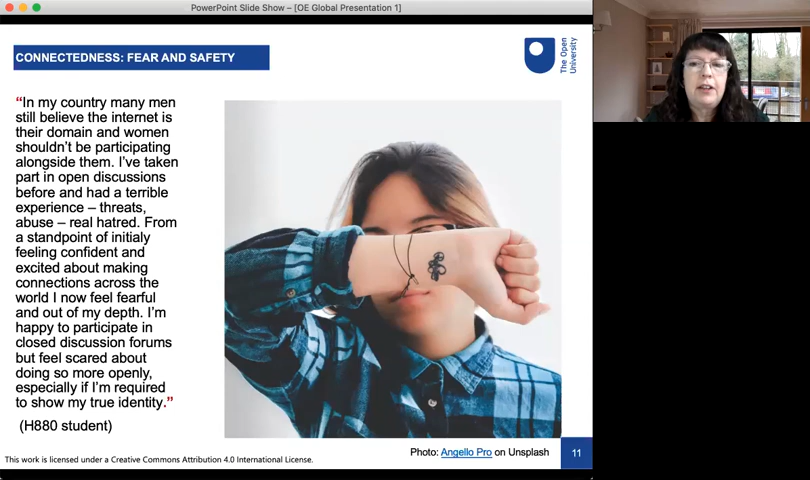 PowerPoint Slide Show – [OE Global Presentation 1]
CONNECTEDNESS: FEAR AND SAFETY
The Open
University
“In my country many men
still believe the internet is
their domain and women
shouldn’t be participating
alongside them. I’ve taken
part in open discussions
before and had a terrible
experience – threats,
abuse – real hatred. From
a standpoint of initialy
feeling confident and
excited about making
connections across the
world I now feel fearful
and out of my depth. I’m
happy to participate in
closed discussion forums
but feel scared about
doing so more openly,
especially if I’m required
to show my true identity.”
(H880 student)
Photo: Angello Pro on Unsplash
11
This work is licensed under a Creative Commons Attribution 4.0 International License.